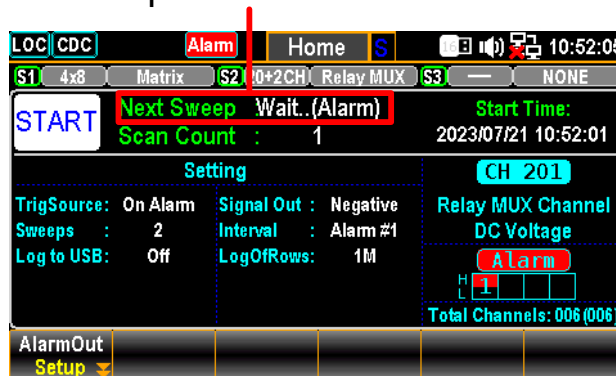 LOC CDC Alarm Home S 10:52:05
S1 4x8 Matrix S2 20+2CH Relay MUX S3 — NONE
START
Next Sweep : Wait..(Alarm)
Scan Count : 1
Start Time:
2023/07/21 10:52:01
Setting
TrigSource: On Alarm Signal Out : Negative
Sweeps : 2 Interval : Alarm #1
Log to USB: Off LogOfRows: 1M
CH 201
Relay MUX Channel
DC Voltage
Alarm
H
L 1
Total Channels: 006(006)
AlarmOut
Setup